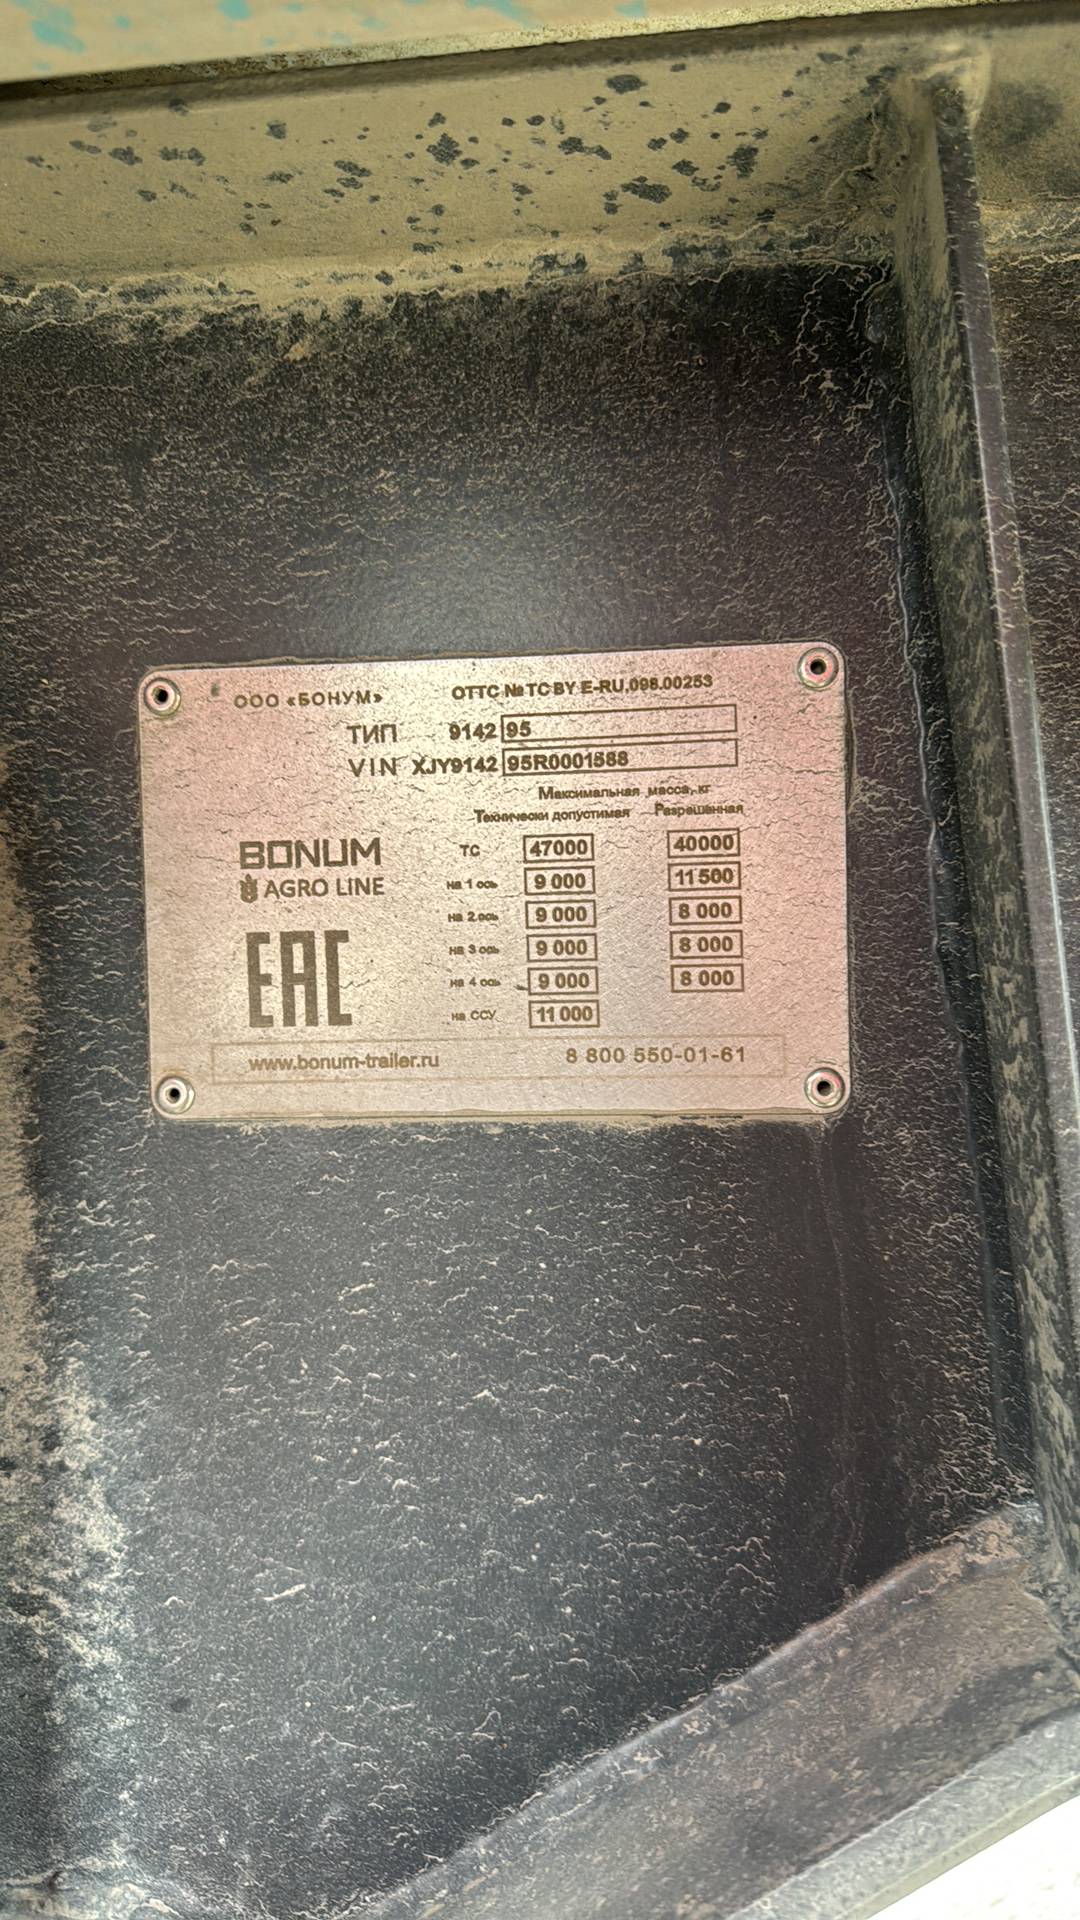 ООО «БОНУМ» ОТТС № ТС BY E-RU.098.00253
ТИП 9142 95
VIN XJY9142 95R0001588
Максимальная масса, кг
Технически допустимая Разрешённая
BONUM ТС 47000 40000
AGRO LINE на 1 ось 9 000 11 500
на 2 ось 9 000 8 000
EAC на 3 ось 9 000 8 000
на 4 ось 9 000 8 000
на ССУ 11 000
www.bonum-trailer.ru 8 800 550-01-61